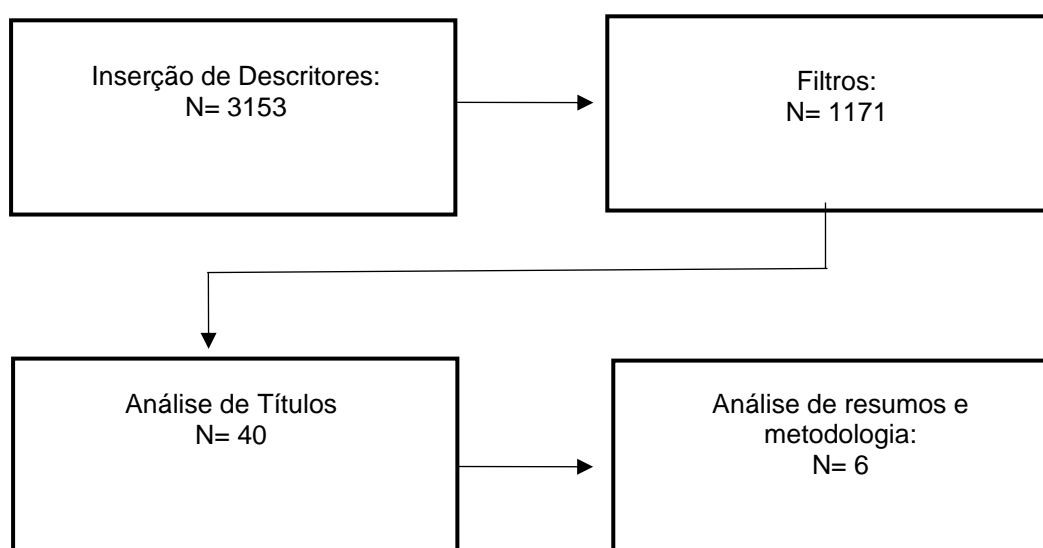 Inserção de Descritores:
N= 3153
Filtros:
N= 1171
Análise de Títulos
N= 40
Análise de resumos e
metodologia:
N= 6